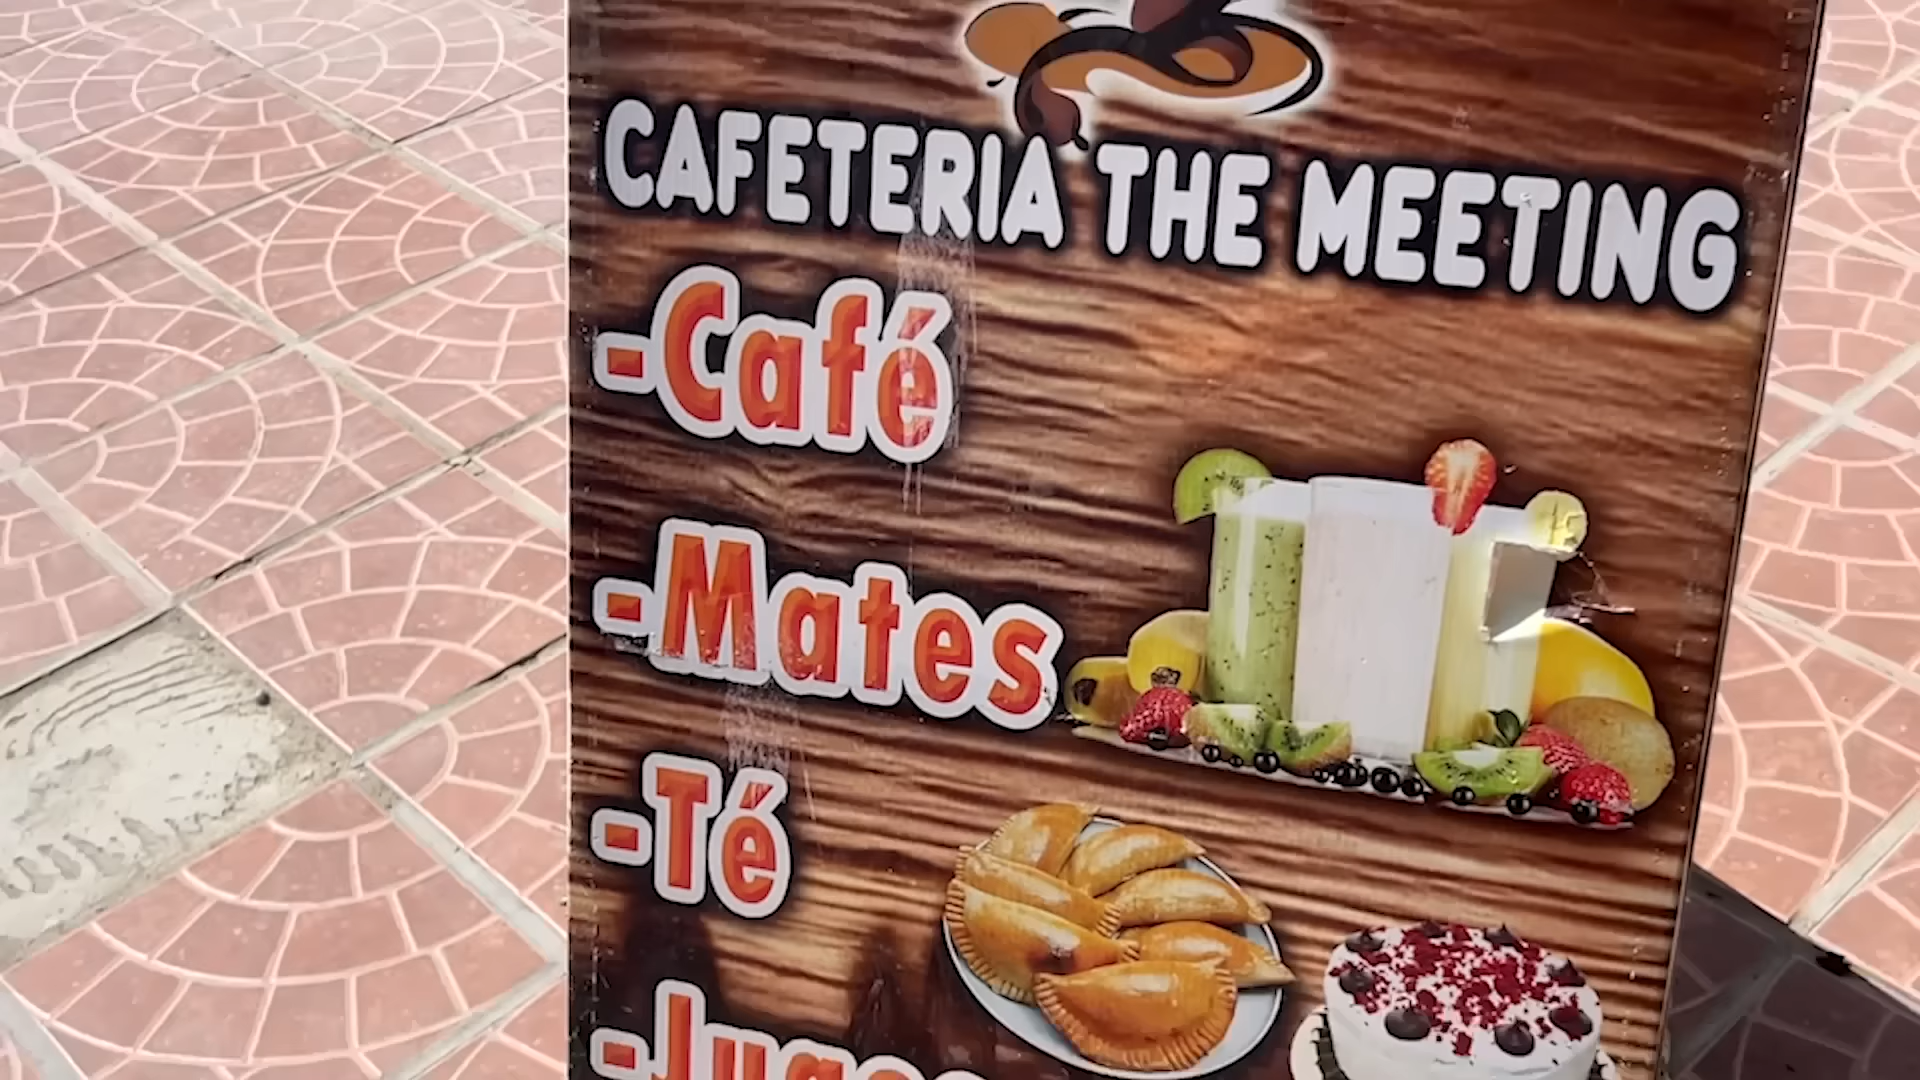 CAFETERIA THE MEETING
-Café
-Mates
-Té